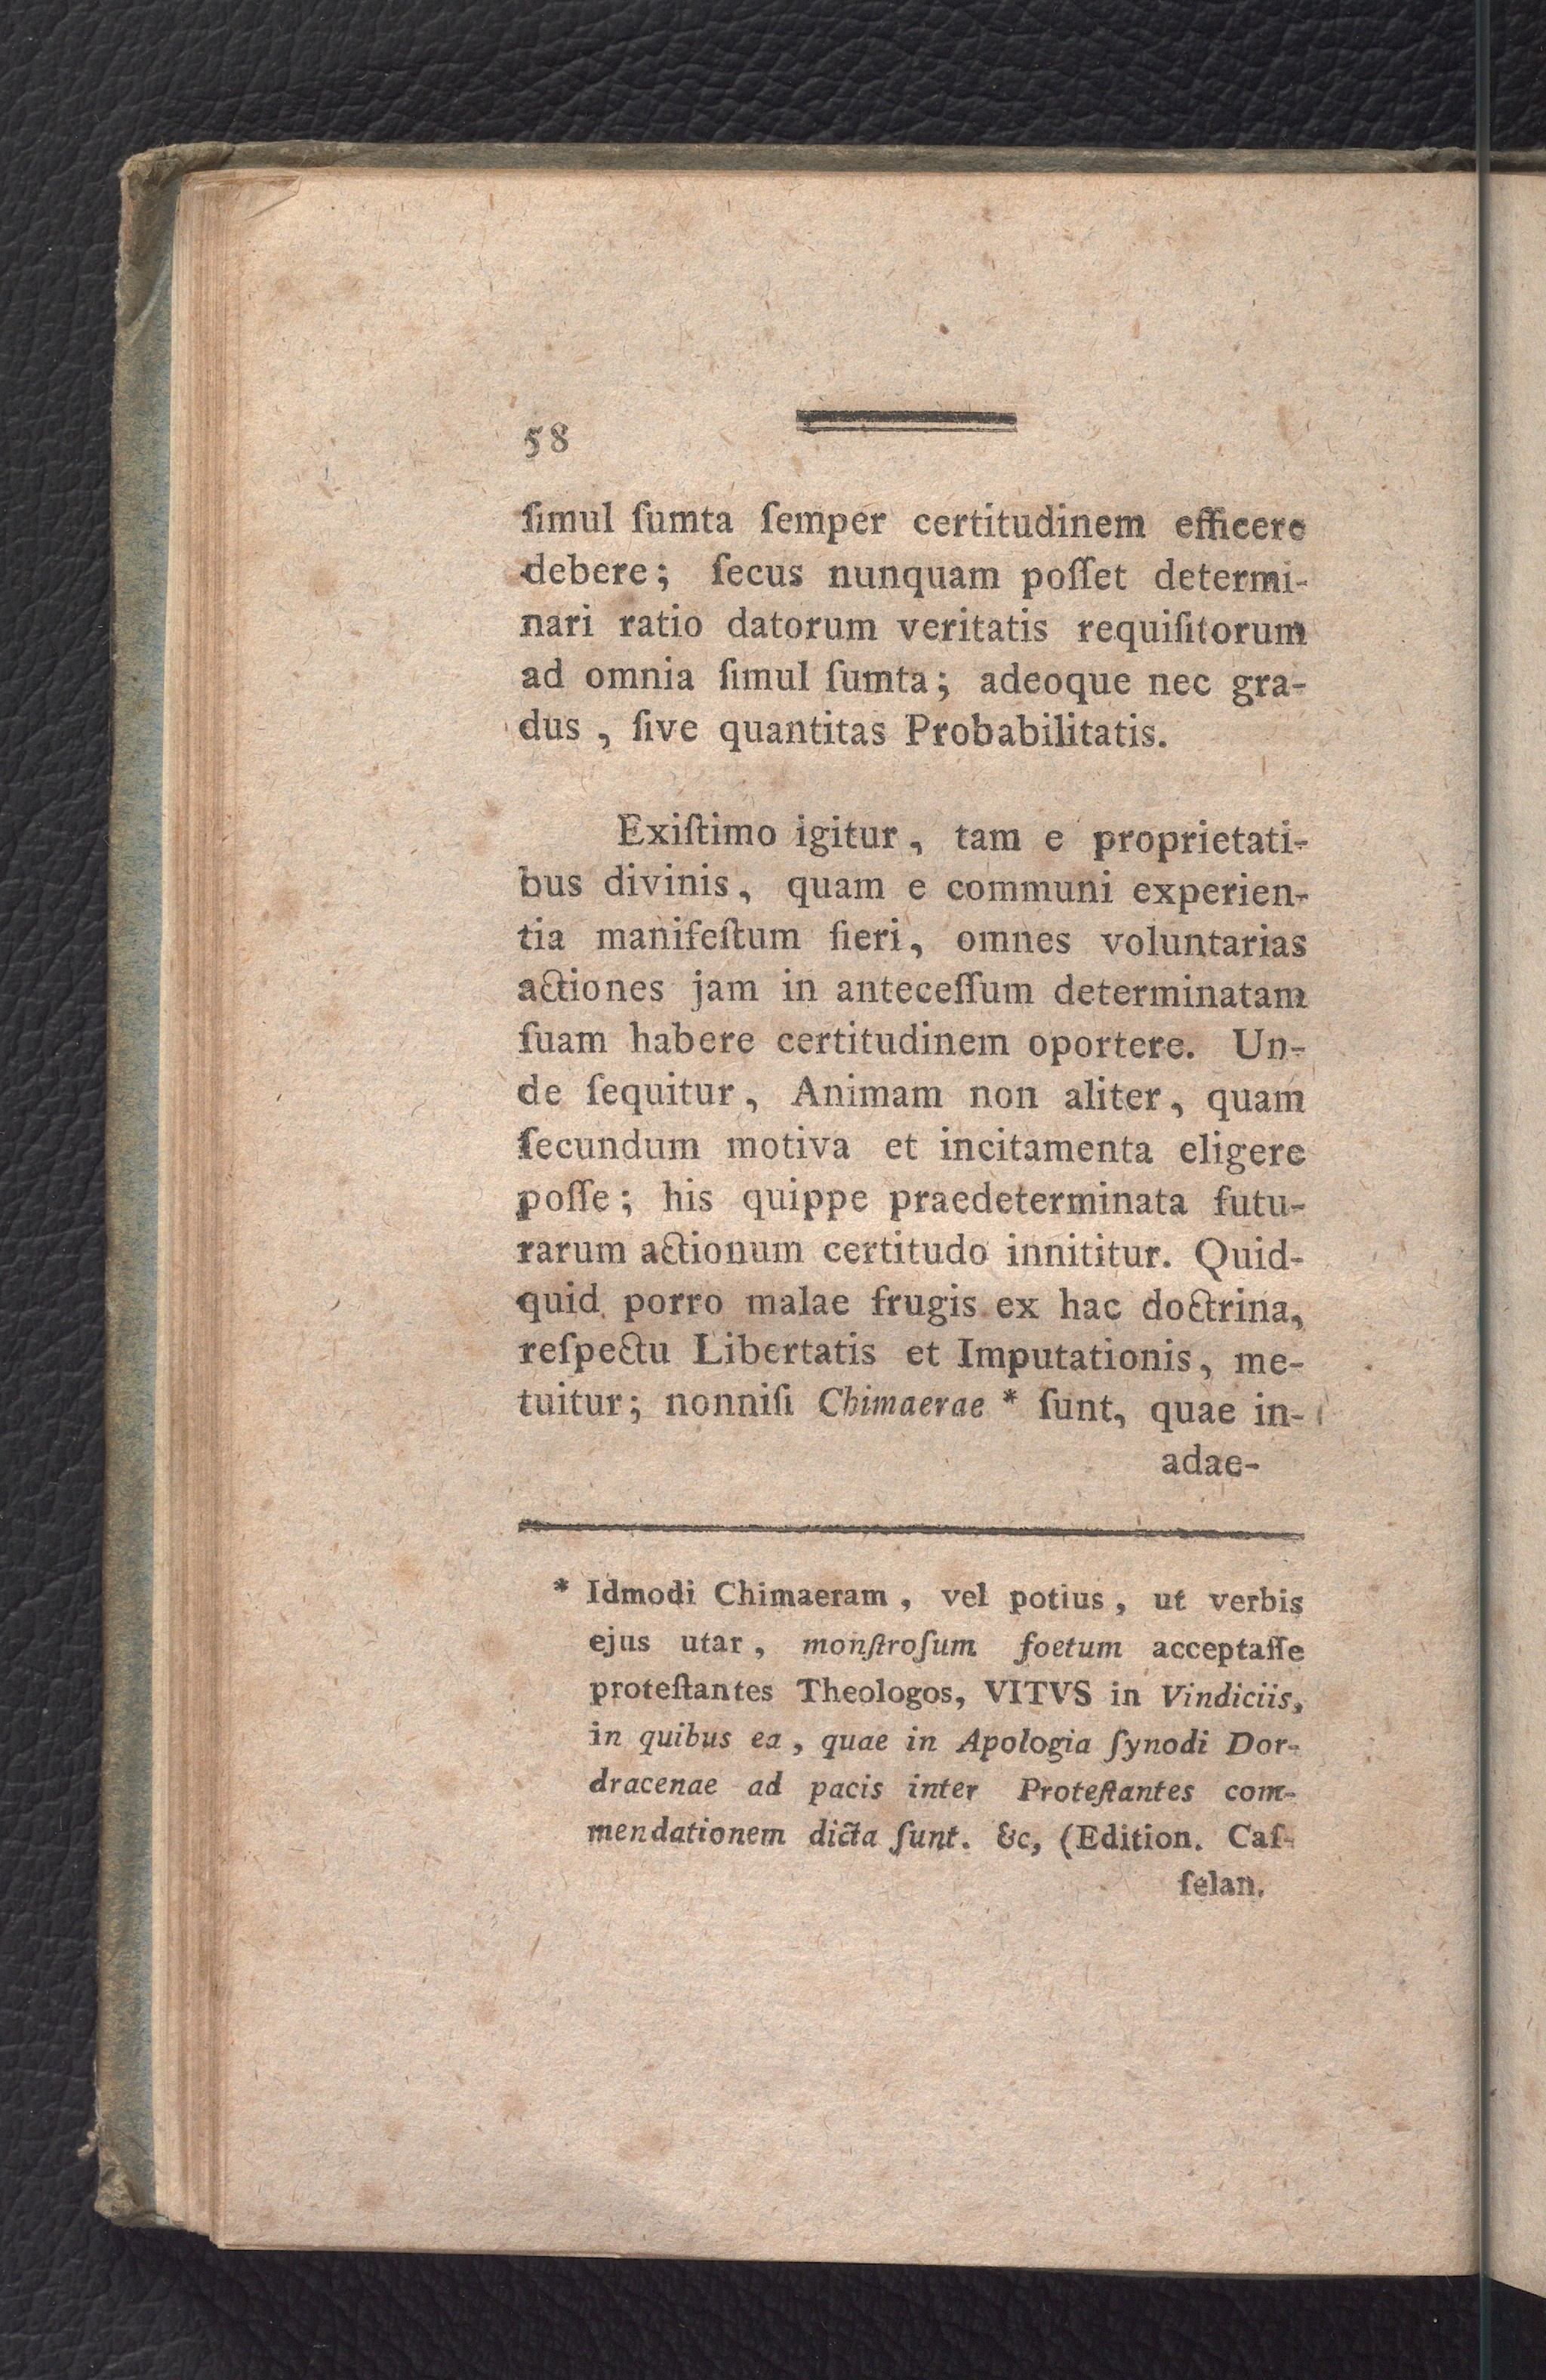 58
ſimul ſumta ſemper certitudinem efficere
debere; ſecus nunquam poſſet determi-
nari ratio datorum veritatis requiſitorum
ad omnia ſimul ſumta; adeoque nec gra-
dus , ſive quantitas Probabilitatis.
Exiſtimo igitur, tam e proprietati-
bus divinis, quam e communi experien-
tia manifeſtum fieri, omnes voluntarias
actiones jam in anteceſſum determinatam
ſuam habere certitudinem oportere. Un-
de ſequitur, Animam non aliter, quam
ſecundum motiva et incitamenta eligere
poſſe; his quippe praedeterminata futu-
rarum actionum certitudo innititur. Quid-
quid porro malae frugis ex hac doctrina,
reſpectu Libertatis et Imputationis, me-
tuitur; nonniſi Chimaerae * ſunt, quae in-
adae-
* Idmodi Chimaeram , vel potius , ut verbis
ejus utar , monſtroſum foetum acceptaſſe
proteſtantes Theologos, VITVS in Vindiciis,
in quibus ea , quae in Apologia ſynodi Dor-
dracenae ad pacis inter Proteſtantes com-
mendationem dicta ſunt. &c, (Edition. Caſ-
ſelan.